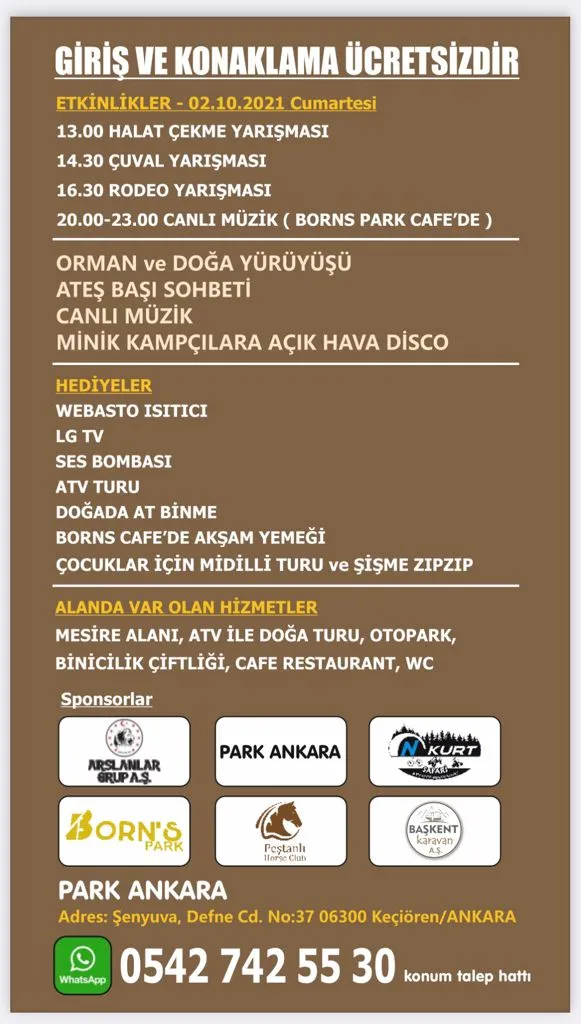 GİRİŞ VE KONAKLAMA ÜCRETSİZDİR
ETKİNLİKLER - 02.10.2021 Cumartesi
13.00 HALAT ÇEKME YARIŞMASI
14.30 ÇUVAL YARIŞMASI
16.30 RODEO YARIŞMASI
20.00-23.00 CANLI MÜZİK ( BORNS PARK CAFE'DE )
ORMAN ve DOĞA YÜRÜYÜŞÜ
ATEŞ BAŞI SOHBETİ
CANLI MÜZİK
MİNİK KAMPÇILARA AÇIK HAVA DİSCO
HEDİYELER
WEBASTO ISITICI
LG TV
SES BOMBASI
ATV TURU
DOĞADA AT BİNME
BORNS CAFE'DE AKŞAM YEMEĞİ
ÇOCUKLAR İÇİN MİDİLLİ TURU ve ŞİŞME ZIPZIP
ALANDA VAR OLAN HİZMETLER
MESİRE ALANI, ATV İLE DOĞA TURU, OTOPARK,
BİNİCİLİK ÇİFTLİĞİ, CAFE RESTAURANT, WC
Sponsorlar
ARSLANLAR
GRUP A.Ş.
PARK ANKARA
N KURT
SAFARİ
BORN'S
PARK
Peştanlı
Horse Club
BAŞKENT
karavan
A.Ş.
PARK ANKARA
Adres: Şenyuva, Defne Cd. No:37 06300 Keçiören/ANKARA
WhatsApp
0542 742 55 30 konum talep hattı